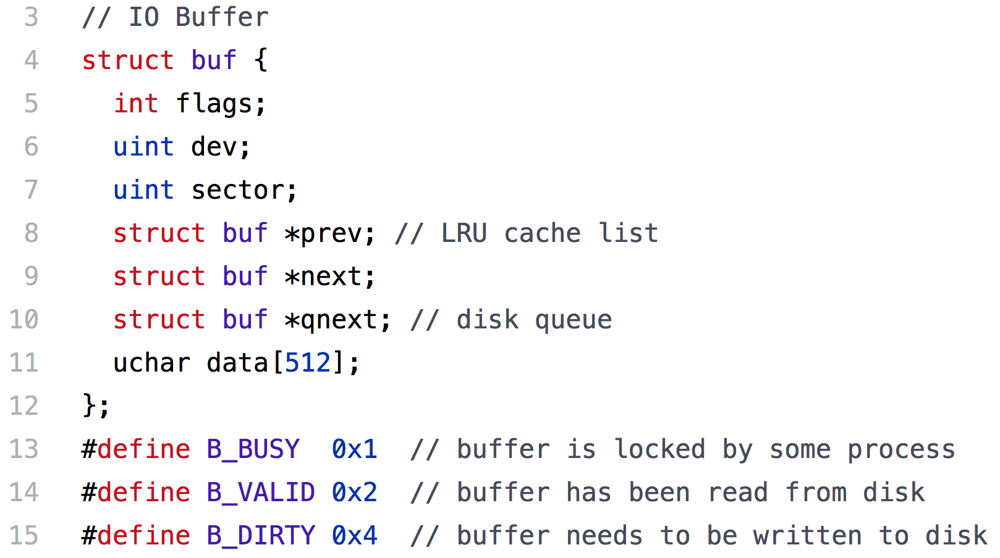 3 // IO Buffer
4 struct buf {
5   int flags;
6   uint dev;
7   uint sector;
8   struct buf *prev; // LRU cache list
9   struct buf *next;
10   struct buf *qnext; // disk queue
11   uchar data[512];
12 };
13 #define B_BUSY  0x1  // buffer is locked by some process
14 #define B_VALID 0x2  // buffer has been read from disk
15 #define B_DIRTY 0x4  // buffer needs to be written to disk